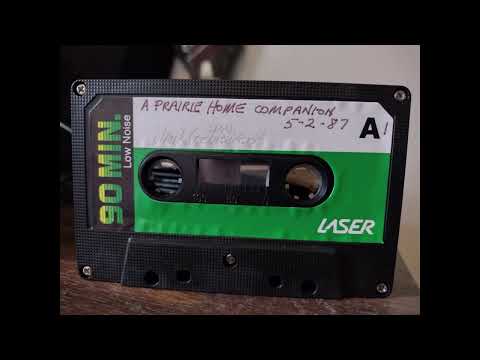 A PRAIRIE HOME COMPANION
5-2-87
A
90 MIN.
Low Noise
LASER